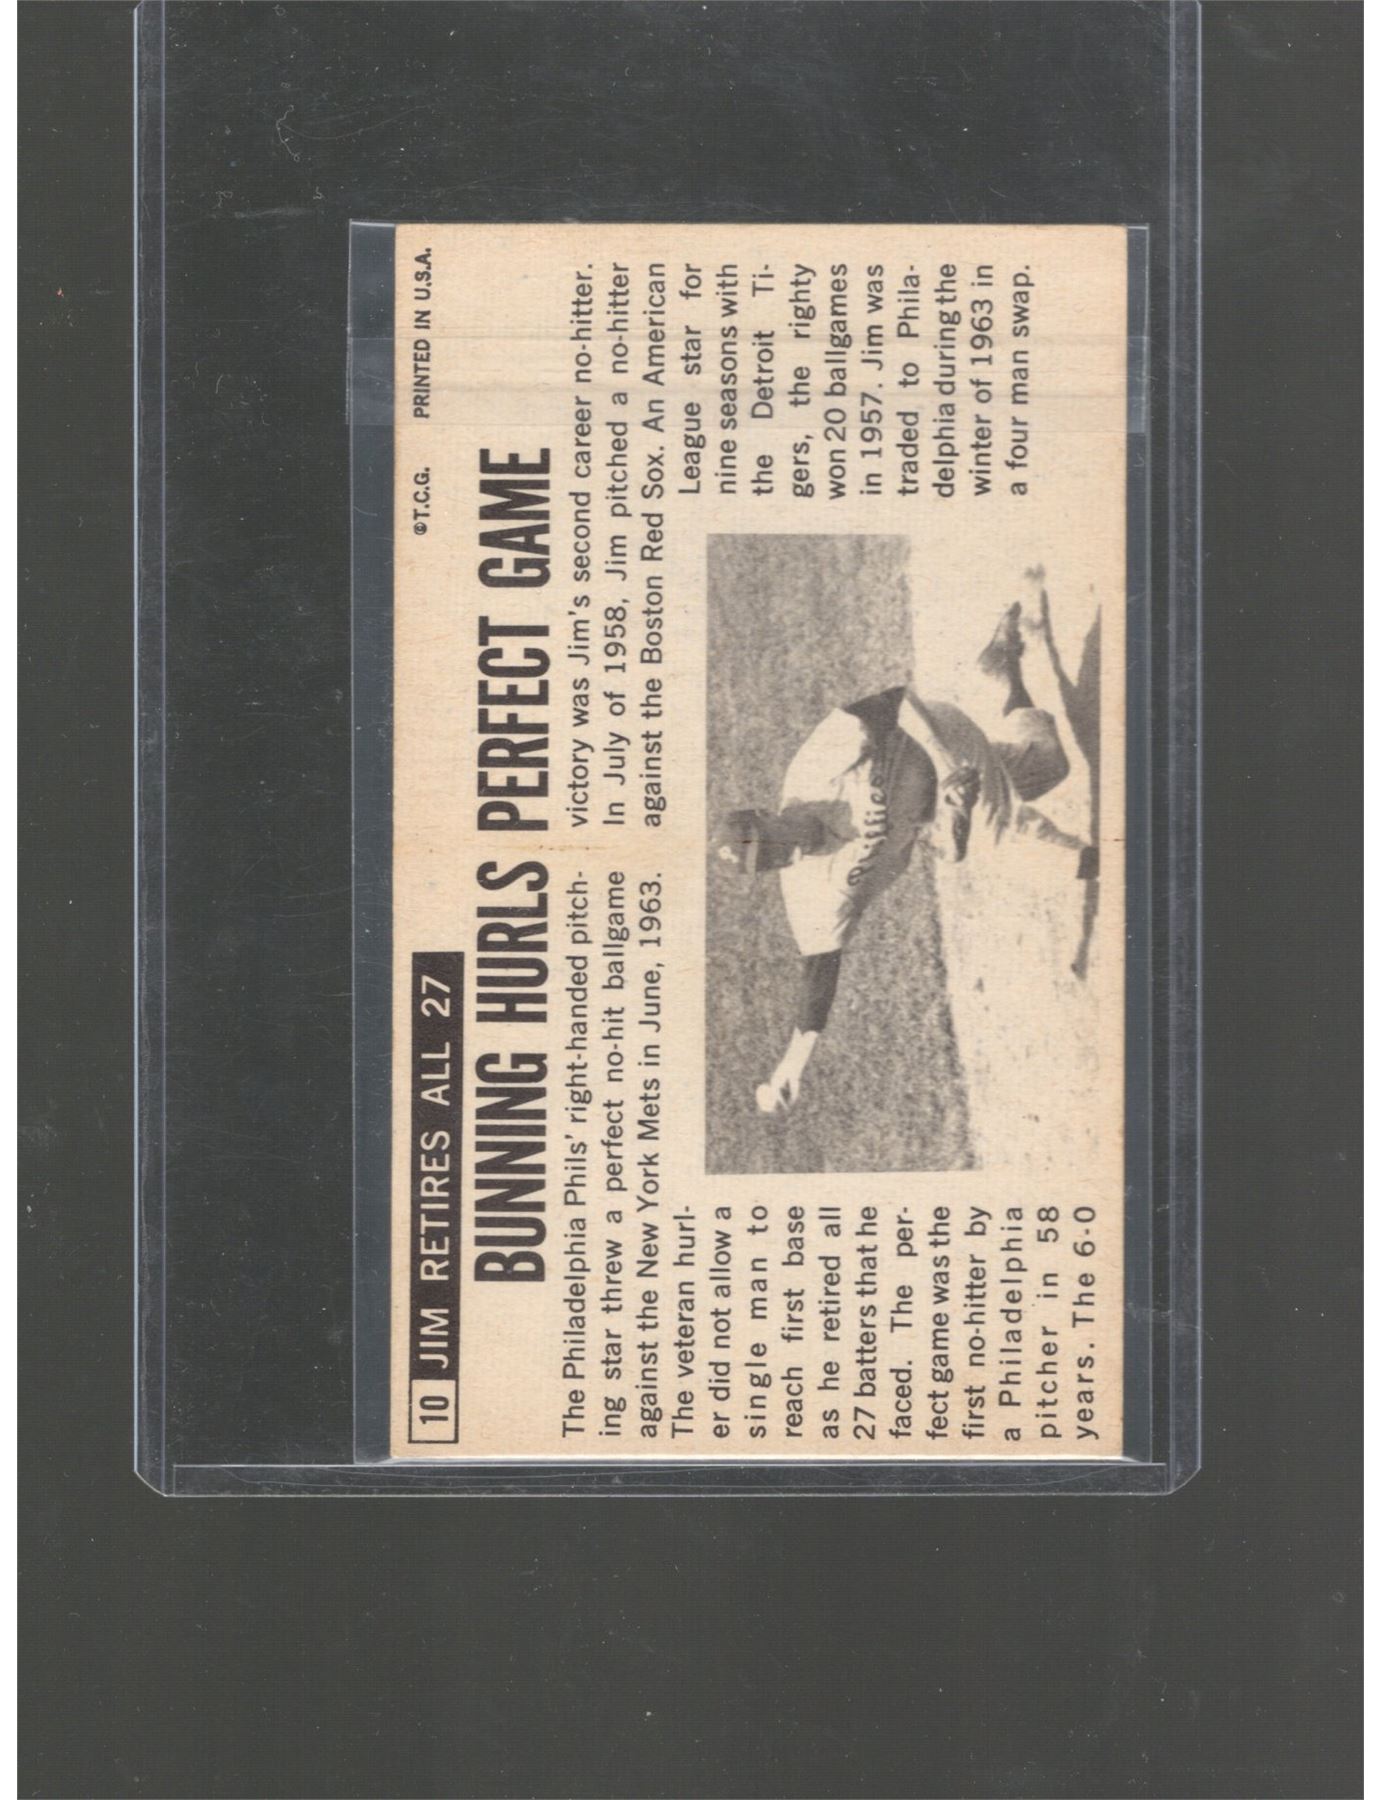 10 JIM RETIRES ALL 27
©T.C.G. PRINTED IN U.S.A.
BUNNING HURLS PERFECT GAME
The Philadelphia Phils' right-handed pitch-
ing star threw a perfect no-hit ballgame
against the New York Mets in June, 1963.
The veteran hurl-
er did not allow a
single man to
reach first base
as he retired all
27 batters that he
faced. The per-
fect game was the
first no-hitter by
a Philadelphia
pitcher in 58
years. The 6-0
victory was Jim's second career no-hitter.
In July of 1958, Jim pitched a no-hitter
against the Boston Red Sox. An American
League star for
nine seasons with
the Detroit Ti-
gers, the righty
won 20 ballgames
in 1957. Jim was
traded to Phila-
delphia during the
winter of 1963 in
a four man swap.
Phillies
P